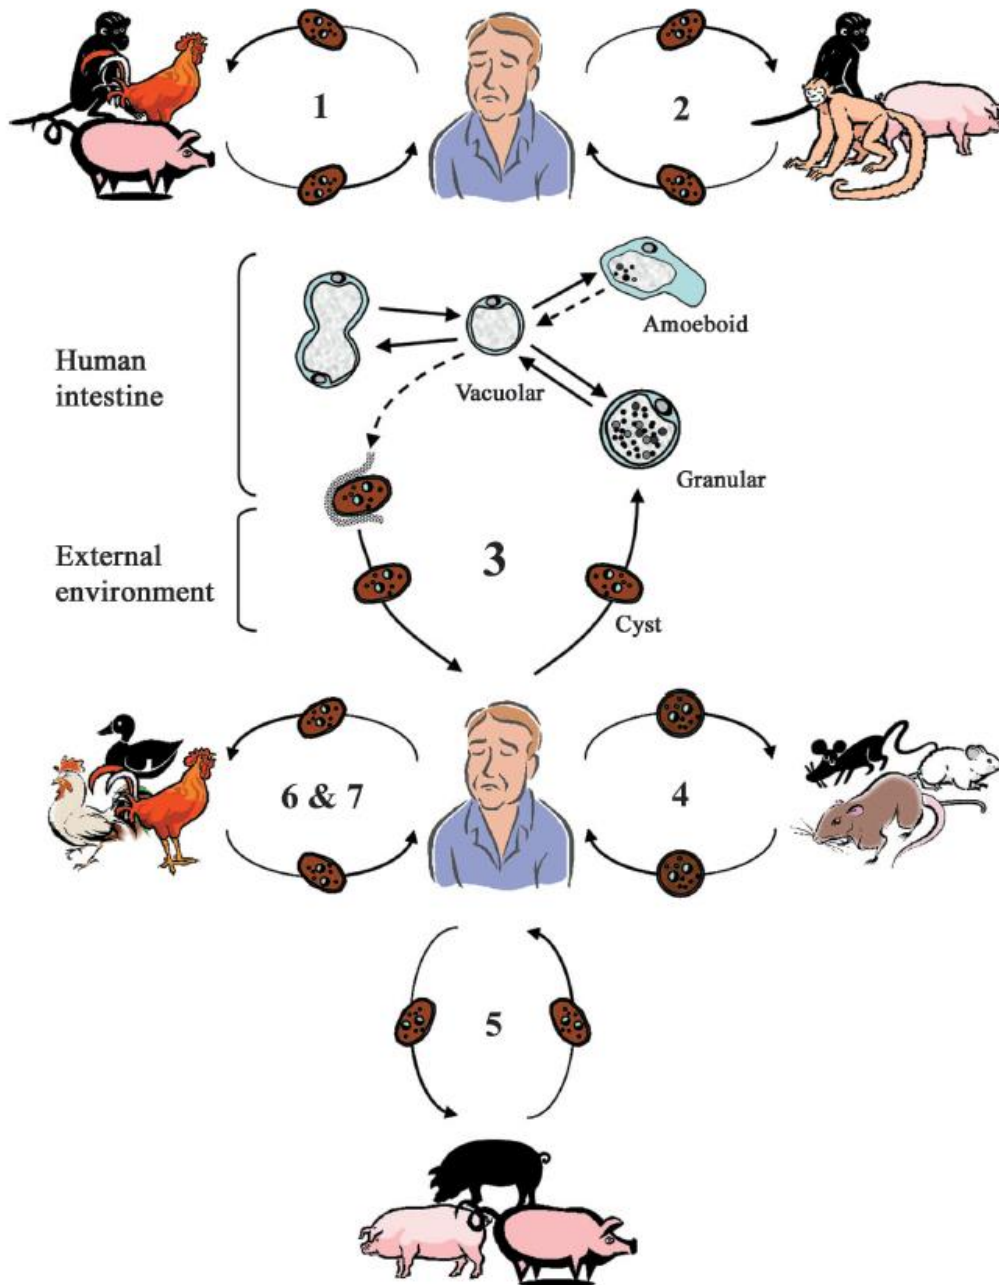 1
2
Human
intestine
Amoeboid
Vacuolar
Granular
External
environment
3
Cyst
6 & 7
4
5